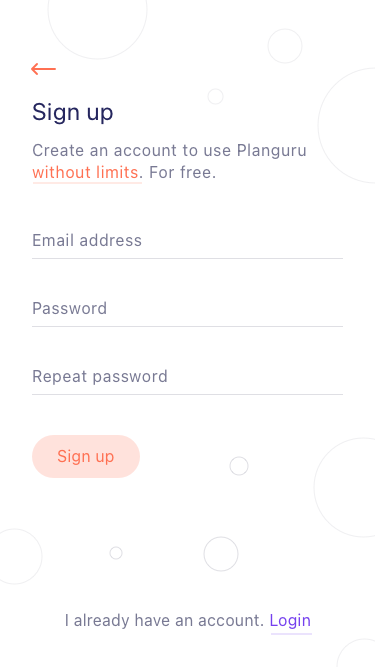 Sign up
Create an account to use Planguru
without limits. For free.
Email address
Password
Repeat password
Sign up
I already have an account. Login